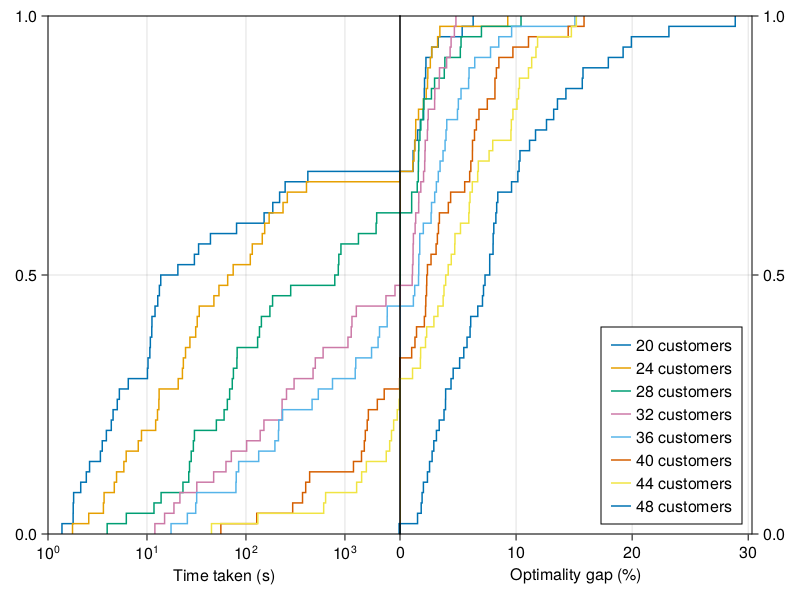 1.0
1.0
0.5
0.5
0.0
0.0
20 customers
24 customers
28 customers
32 customers
36 customers
40 customers
44 customers
48 customers
10⁰ 10¹ 10² 10³ 0 10 20 30
Time taken (s) Optimality gap (%)